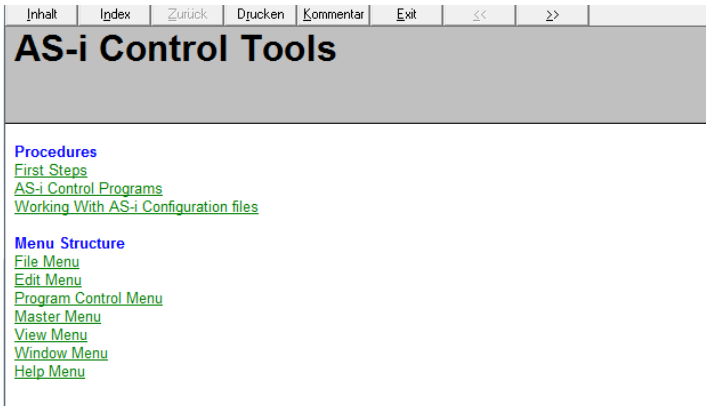 Inhalt Index Zurück Drucken Kommentar Exit << >>
AS-i Control Tools
Procedures
First Steps
AS-i Control Programs
Working With AS-i Configuration files
Menu Structure
File Menu
Edit Menu
Program Control Menu
Master Menu
View Menu
Window Menu
Help Menu